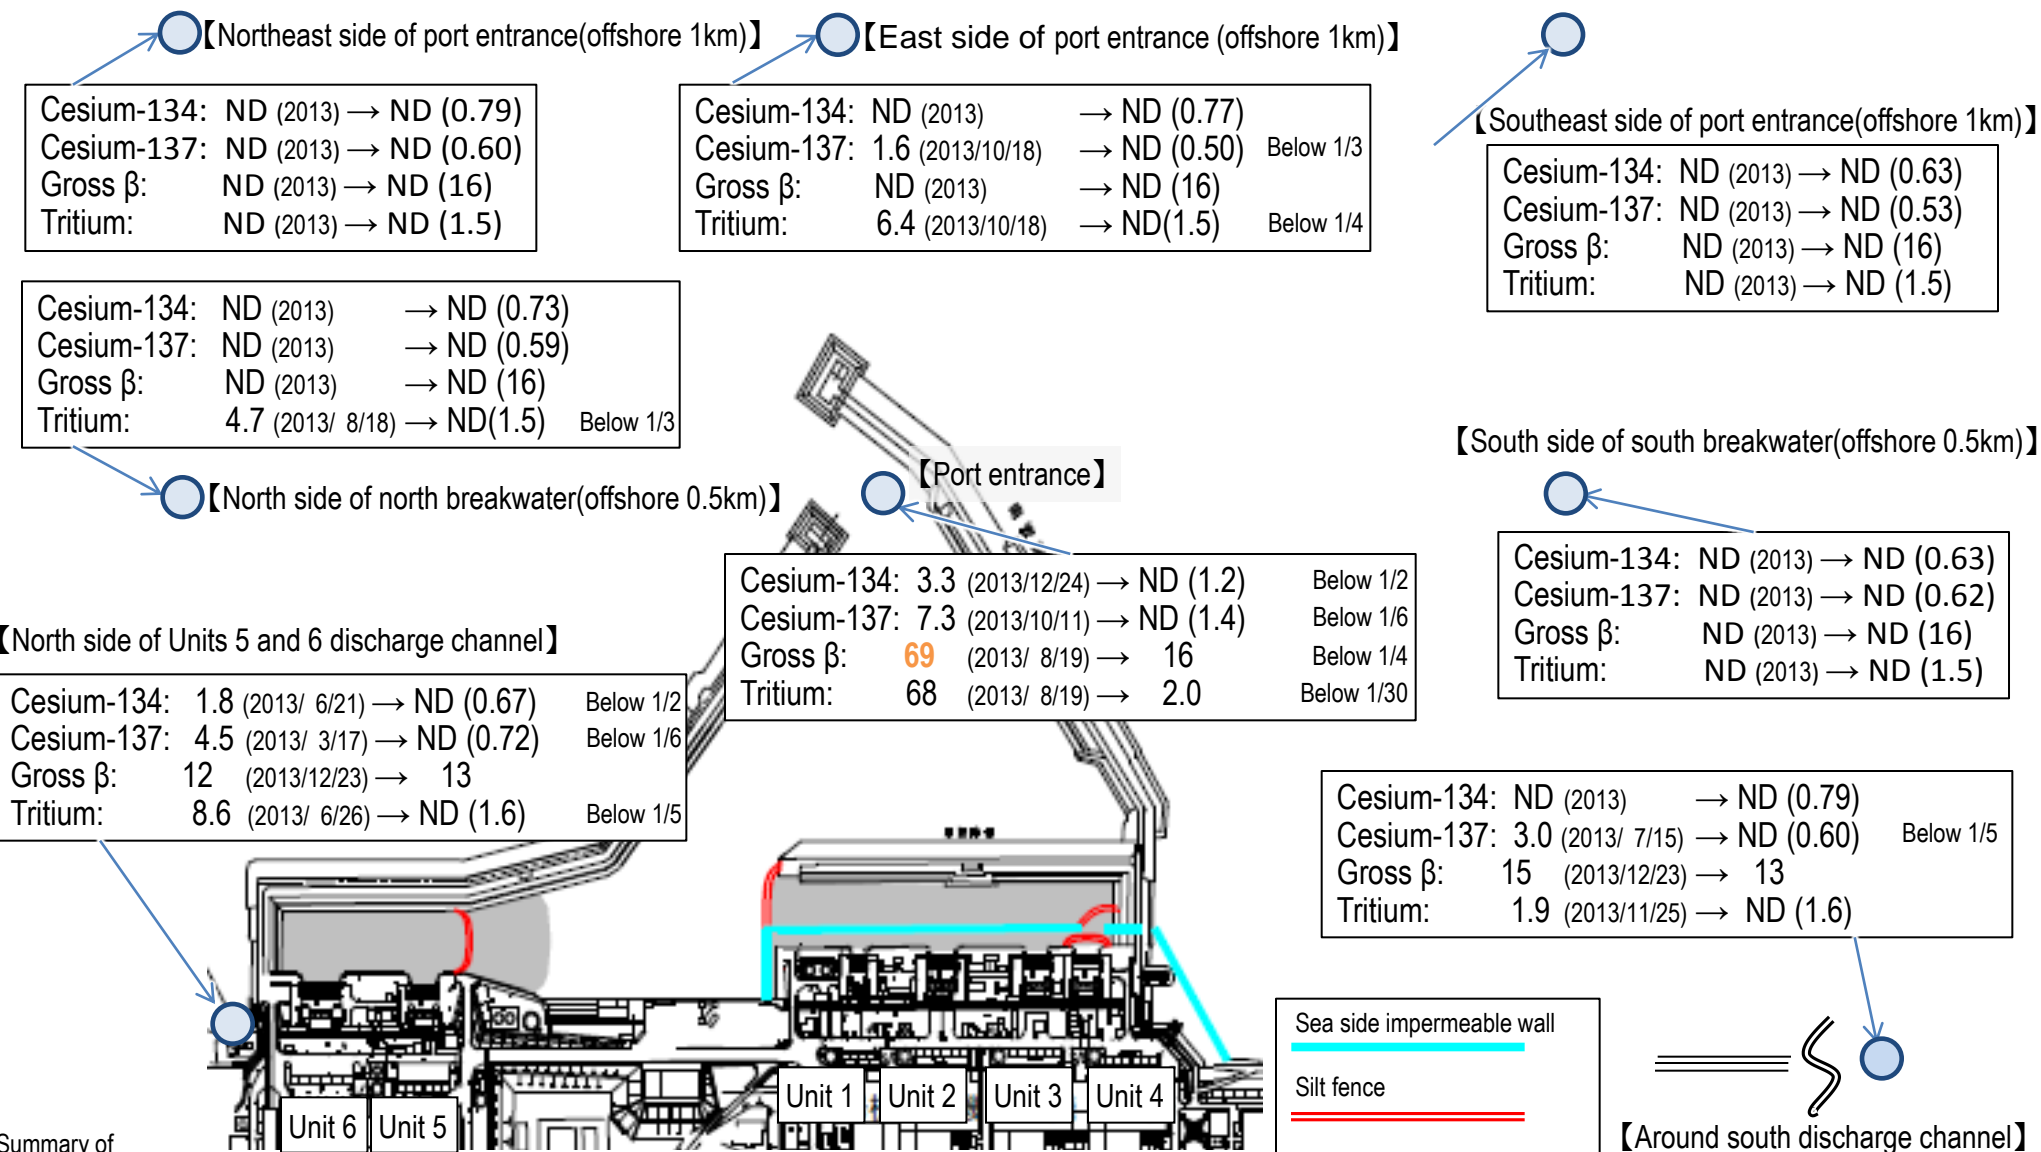 【Northeast side of port entrance(offshore 1km)】
Cesium-134: ND (2013) → ND (0.79)
Cesium-137: ND (2013) → ND (0.60)
Gross β: ND (2013) → ND (16)
Tritium: ND (2013) → ND (1.5)
【East side of port entrance (offshore 1km)】
Cesium-134: ND (2013) → ND (0.77)
Cesium-137: 1.6 (2013/10/18) → ND (0.50) Below 1/3
Gross β: ND (2013) → ND (16)
Tritium: 6.4 (2013/10/18) → ND(1.5) Below 1/4
【Southeast side of port entrance(offshore 1km)】
Cesium-134: ND (2013) → ND (0.63)
Cesium-137: ND (2013) → ND (0.53)
Gross β: ND (2013) → ND (16)
Tritium: ND (2013) → ND (1.5)
Cesium-134: ND (2013) → ND (0.73)
Cesium-137: ND (2013) → ND (0.59)
Gross β: ND (2013) → ND (16)
Tritium: 4.7 (2013/ 8/18) → ND(1.5) Below 1/3
【North side of north breakwater(offshore 0.5km)】
【Port entrance】
Cesium-134: 3.3 (2013/12/24) → ND (1.2) Below 1/2
Cesium-137: 7.3 (2013/10/11) → ND (1.4) Below 1/6
Gross β: 69 (2013/ 8/19) → 16 Below 1/4
Tritium: 68 (2013/ 8/19) → 2.0 Below 1/30
【South side of south breakwater(offshore 0.5km)】
Cesium-134: ND (2013) → ND (0.63)
Cesium-137: ND (2013) → ND (0.62)
Gross β: ND (2013) → ND (16)
Tritium: ND (2013) → ND (1.5)
【North side of Units 5 and 6 discharge channel】
Cesium-134: 1.8 (2013/ 6/21) → ND (0.67) Below 1/2
Cesium-137: 4.5 (2013/ 3/17) → ND (0.72) Below 1/6
Gross β: 12 (2013/12/23) → 13
Tritium: 8.6 (2013/ 6/26) → ND (1.6) Below 1/5
Cesium-134: ND (2013) → ND (0.79)
Cesium-137: 3.0 (2013/ 7/15) → ND (0.60) Below 1/5
Gross β: 15 (2013/12/23) → 13
Tritium: 1.9 (2013/11/25) → ND (1.6)
Sea side impermeable wall
Silt fence
Unit 1 Unit 2 Unit 3 Unit 4
Unit 6 Unit 5
【Around south discharge channel】
Summary of